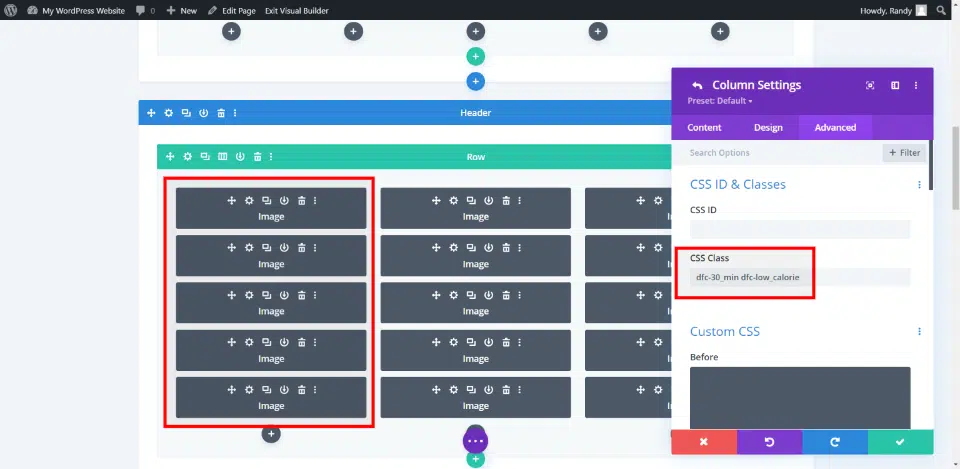 My WordPress Website 0 New Edit Page Exit Visual Builder Howdy, Randy
Header
Row
Image Image
Image Image
Image Image
Image Image
Image Image
Column Settings
Preset: Default
Content Design Advanced
Search Options + Filter
CSS ID & Classes
CSS ID
CSS Class
dfc-30_min dfc-low_calorie
Custom CSS
Before